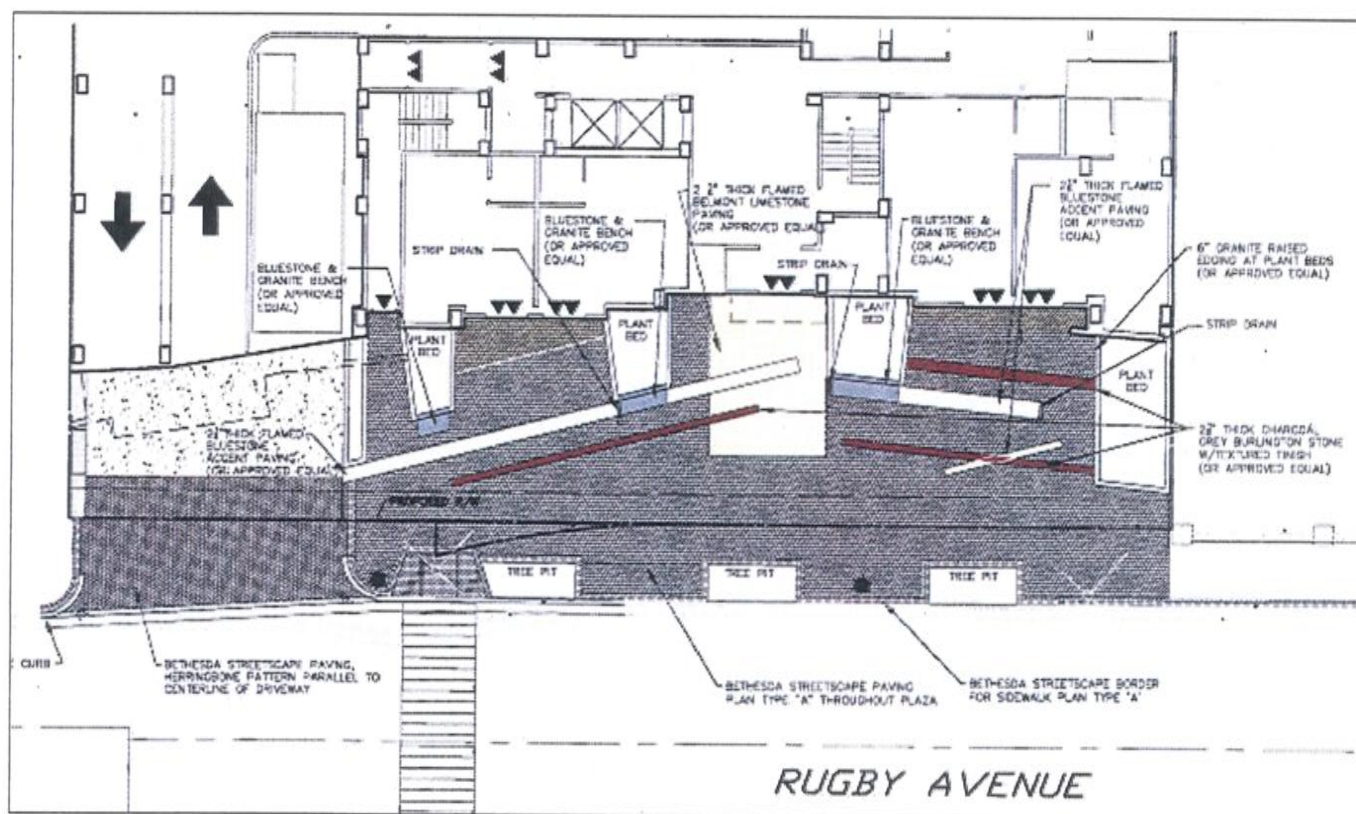 2 ½" THICK FLAMED
BELMONT LIMESTONE
PAVING
(OR APPROVED EQUAL)
2½" THICK FLAMED
BLUESTONE
ACCENT PAVING
(OR APPROVED
EQUAL)
BLUESTONE &
GRANITE BENCH
(OR APPROVED
EQUAL)
BLUESTONE &
GRANITE BENCH
(OR APPROVED
EQUAL)
6" GRANITE RAISED
EDGING AT PLANT BEDS
(OR APPROVED EQUAL)
STRIP DRAIN
STRIP DRAIN
BLUESTONE &
GRANITE BENCH
(OR APPROVED
EQUAL)
STRIP DRAIN
PLANT
BED
PLANT
BED
PLANT
BED
PLANT
BED
THICK FLAMED
BLUESTONE
ACCENT PAVING
(OR APPROVED EQUAL)
THICK CHARCOAL
GREY BURLINGTON STONE
W/TEXTURED FINISH
(OR APPROVED EQUAL)
PROPOSED R/W
TREE PIT
TREE PIT
TREE PIT
CURB
BETHESDA STREETSCAPE PAVING,
HERRINGBONE PATTERN PARALLEL TO
CENTERLINE OF DRIVEWAY
BETHESDA STREETSCAPE PAVING
PLAN TYPE "A" THROUGHOUT PLAZA
BETHESDA STREETSCAPE BORDER
FOR SIDEWALK PLAN TYPE 'A'
RUGBY AVENUE